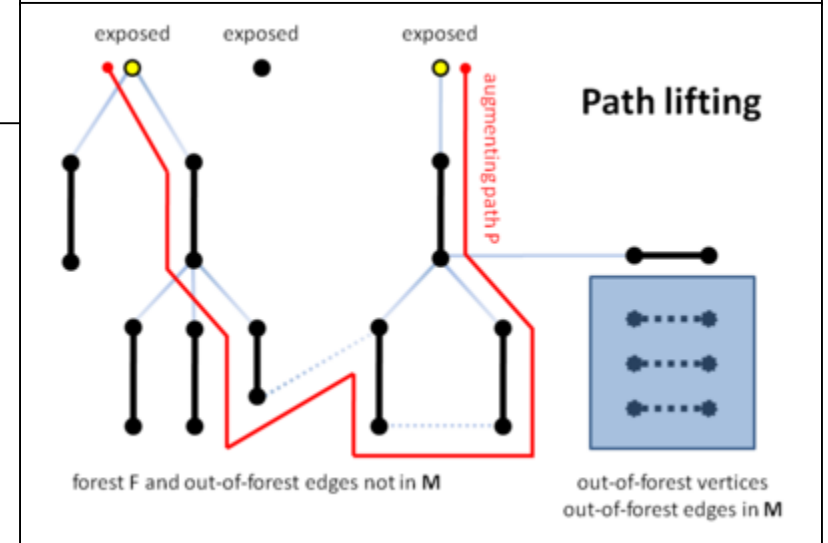 exposed
exposed
exposed
Path lifting
augmenting path P
forest F and out-of-forest edges not in M
out-of-forest vertices
out-of-forest edges in M